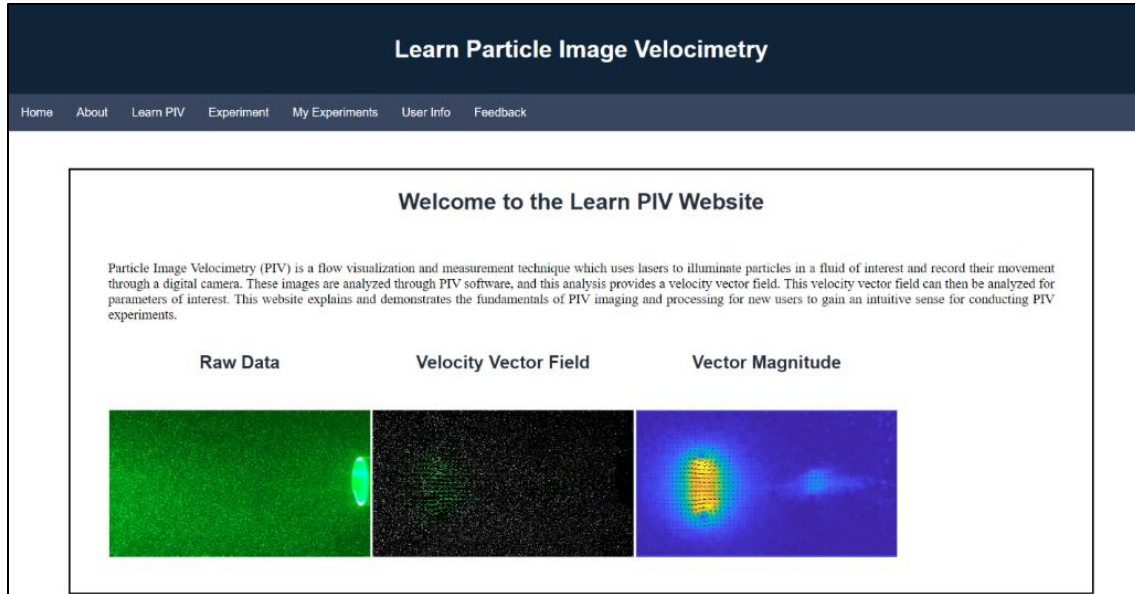 Learn Particle Image Velocimetry
Home About Learn PIV Experiment My Experiments User Info Feedback
Welcome to the Learn PIV Website
Particle Image Velocimetry (PIV) is a flow visualization and measurement technique which uses lasers to illuminate particles in a fluid of interest and record their movement
through a digital camera. These images are analyzed through PIV software, and this analysis provides a velocity vector field. This velocity vector field can then be analyzed for
parameters of interest. This website explains and demonstrates the fundamentals of PIV imaging and processing for new users to gain an intuitive sense for conducting PIV
experiments.
Raw Data Velocity Vector Field Vector Magnitude